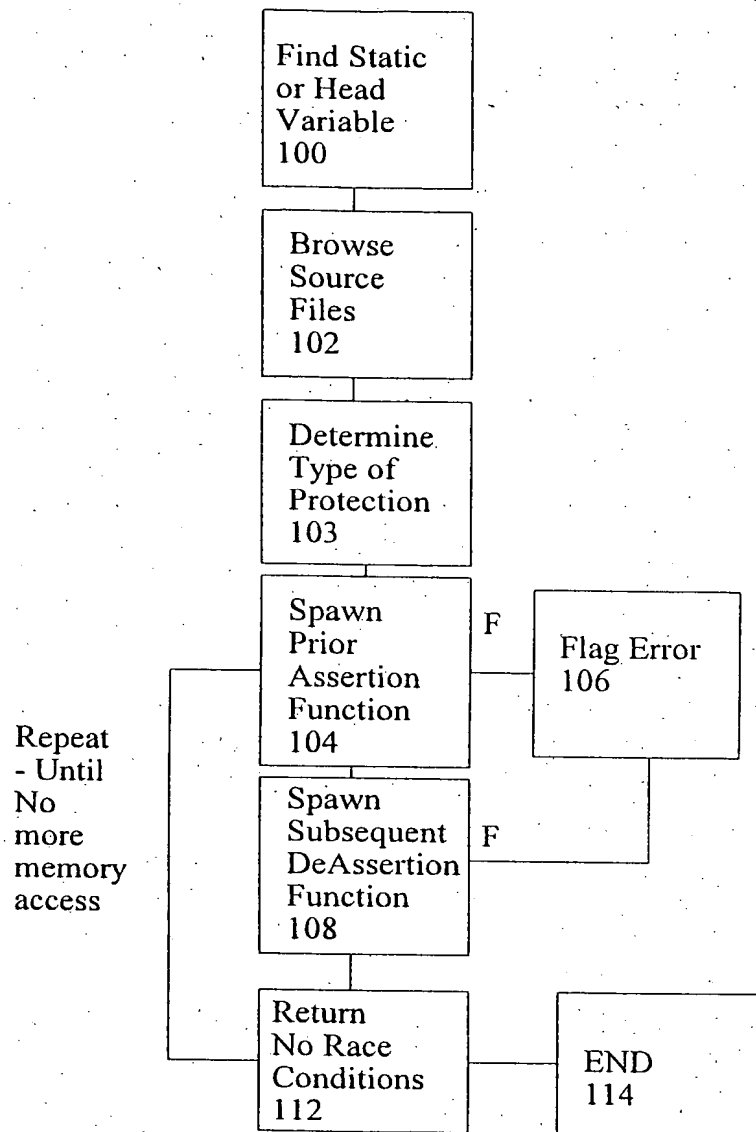 Find Static
or Head
Variable
100
Browse
Source
Files
102
Determine
Type of
Protection
103
Spawn
Prior
Assertion
Function
104
F
Flag Error
106
Repeat
- Until
No
more
memory
access
Spawn
Subsequent
DeAssertion
Function
108
F
Return
No Race
Conditions
112
END
114